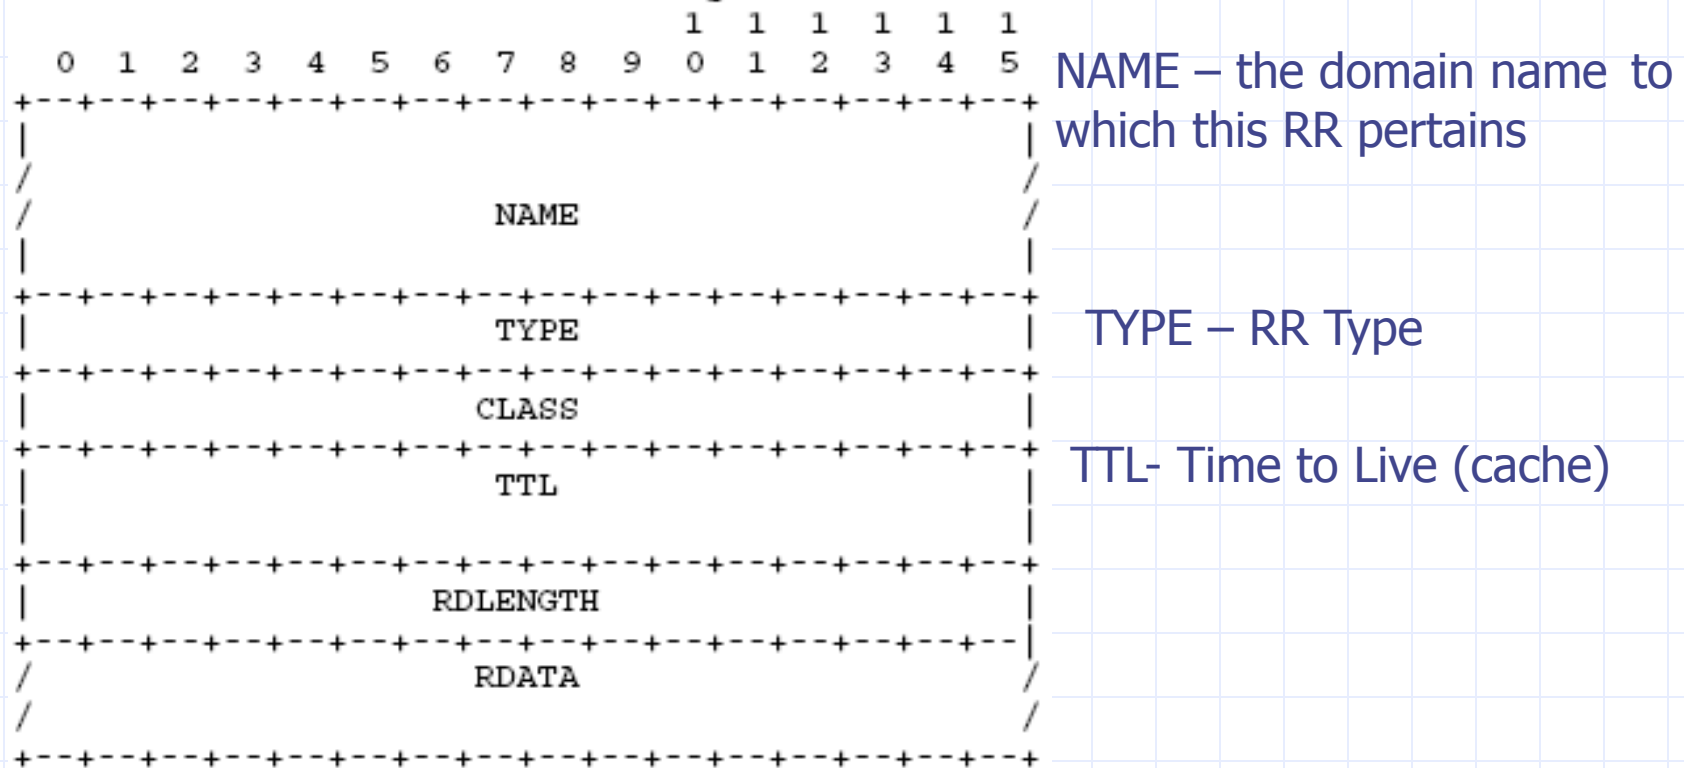 1 1 1 1 1 1
0 1 2 3 4 5 6 7 8 9 0 1 2 3 4 5
NAME – the domain name to
which this RR pertains
+--+--+--+--+--+--+--+--+--+--+--+--+--+--+--+--+
| |
/ /
/ NAME /
| |
+--+--+--+--+--+--+--+--+--+--+--+--+--+--+--+--+
| TYPE |
TYPE – RR Type
+--+--+--+--+--+--+--+--+--+--+--+--+--+--+--+--+
| CLASS |
+--+--+--+--+--+--+--+--+--+--+--+--+--+--+--+--+
TTL- Time to Live (cache)
| TTL |
| |
+--+--+--+--+--+--+--+--+--+--+--+--+--+--+--+--+
| RDLENGTH |
+--+--+--+--+--+--+--+--+--+--+--+--+--+--+--+--|
/ RDATA /
/ /
+--+--+--+--+--+--+--+--+--+--+--+--+--+--+--+--+